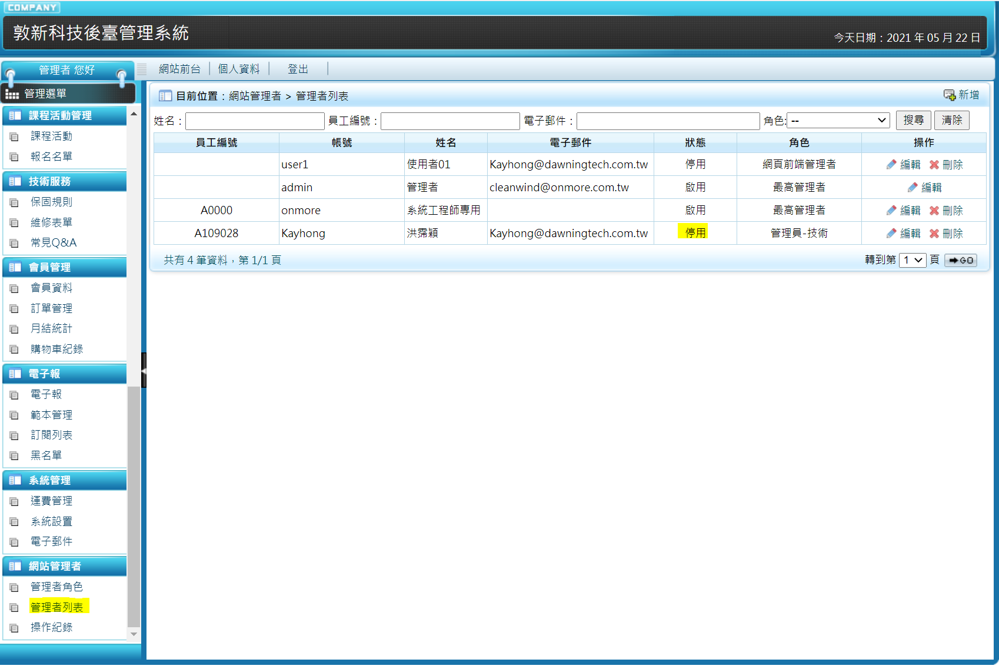 COMPANY
敦新科技後臺管理系統
今天日期：2021 年 05 月 22 日
管理者 您好
網站前台 個人資料 登出
管理選單
目前位置：網站管理者 > 管理者列表
新增
課程活動管理
課程活動
報名名單
技術服務
保固規則
維修表單
常見Q&A
會員管理
會員資料
訂單管理
月結統計
購物車紀錄
電子報
電子報
範本管理
訂閱列表
黑名單
系統管理
運費管理
系統設置
電子郵件
網站管理者
管理者角色
管理者列表
操作紀錄
姓名： 員工編號： 電子郵件： 角色: -- 搜尋 清除
員工編號 帳號 姓名 電子郵件 狀態 角色 操作
user1 使用者01 Kayhong@dawningtech.com.tw 停用 網頁前端管理者 編輯 刪除
admin 管理者 cleanwind@onmore.com.tw 啟用 最高管理者 編輯
A0000 onmore 系統工程師專用 啟用 最高管理者 編輯 刪除
A109028 Kayhong 洪霈穎 Kayhong@dawningtech.com.tw 停用 管理員-技術 編輯 刪除
共有 4 筆資料，第 1/1 頁
轉到第 1 頁 GO